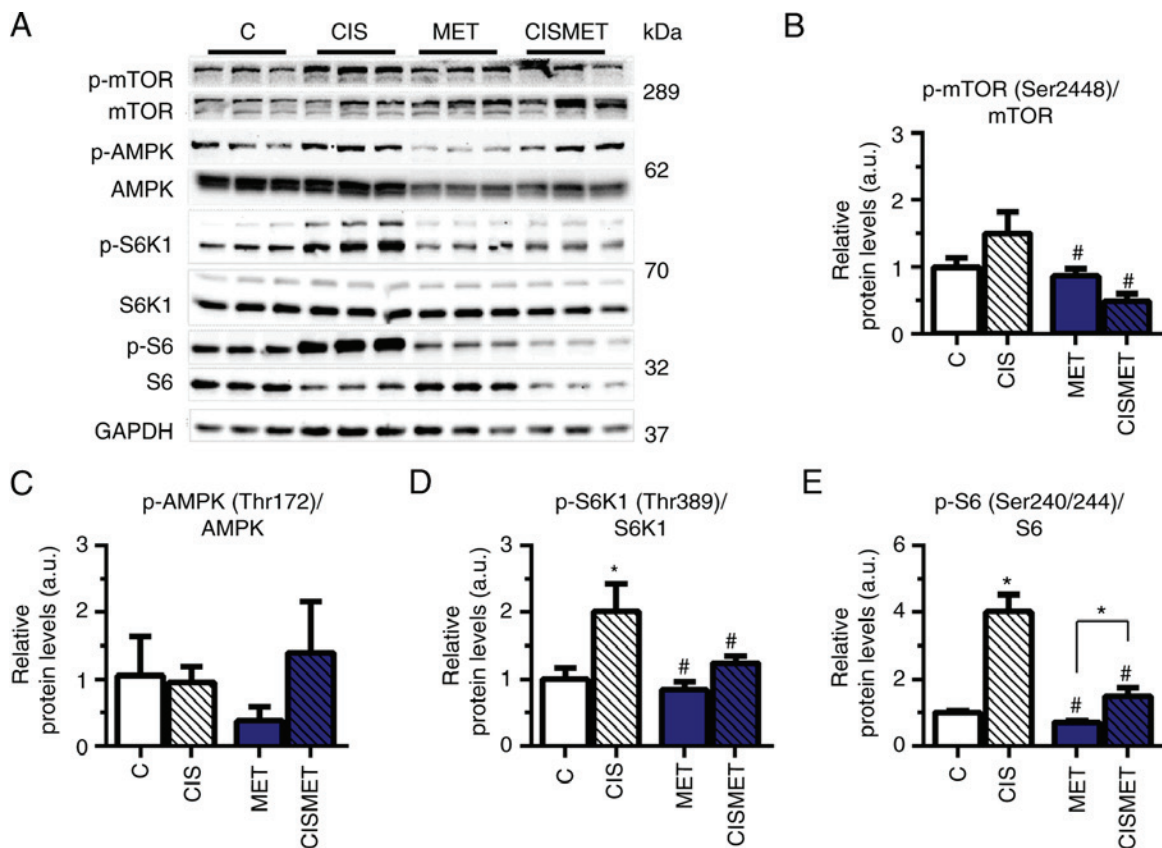 A
C CIS MET CISMET kDa
p-mTOR
289
mTOR
p-AMPK
62
AMPK
p-S6K1
70
S6K1
p-S6
32
S6
GAPDH 37
B
p-mTOR (Ser2448)/
mTOR
Relative
protein levels (a.u.)
3
2
1
0
# #
C CIS MET CISMET
C
p-AMPK (Thr172)/
AMPK
Relative
protein levels (a.u.)
3
2
1
0
C CIS MET CISMET
D
p-S6K1 (Thr389)/
S6K1
Relative
protein levels (a.u.)
3
2
1
0
*
# #
C CIS MET CISMET
E
p-S6 (Ser240/244)/
S6
Relative
protein levels (a.u.)
6
4
2
0
*
*
# #
C CIS MET CISMET